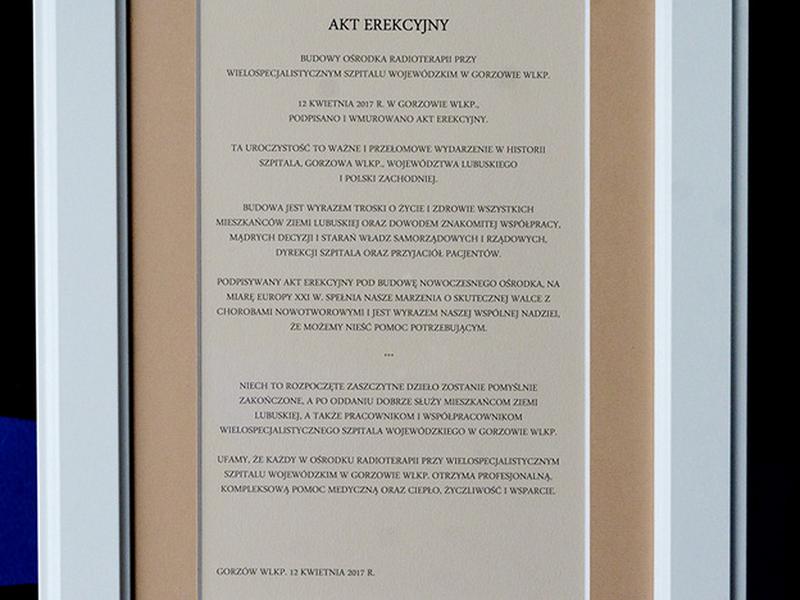 AKT EREKCYJNY
BUDOWY OŚRODKA RADIOTERAPII PRZY
WIELOSPECJALISTYCZNYM SZPITALU WOJEWÓDZKIM W GORZOWIE WLKP.
12 KWIETNIA 2017 R. W GORZOWIE WLKP.,
PODPISANO I WMUROWANO AKT EREKCYJNY.
TA UROCZYSTOŚĆ TO WAŻNE I PRZEŁOMOWE WYDARZENIE W HISTORII
SZPITALA, GORZOWA WLKP., WOJEWÓDZTWA LUBUSKIEGO
I POLSKI ZACHODNIEJ.
BUDOWA JEST WYRAZEM TROSKI O ŻYCIE I ZDROWIE WSZYSTKICH
MIESZKAŃCÓW ZIEMI LUBUSKIEJ ORAZ DOWODEM ZNAKOMITEJ WSPÓŁPRACY,
MĄDRYCH DECYZJI I STARAŃ WŁADZ SAMORZĄDOWYCH I RZĄDOWYCH,
DYREKCJI SZPITALA ORAZ PRZYJACIÓŁ PACJENTÓW.
PODPISYWANY AKT EREKCYJNY POD BUDOWĘ NOWOCZESNEGO OŚRODKA, NA
MIARĘ EUROPY XXI W. SPEŁNIA NASZE MARZENIA O SKUTECZNEJ WALCE Z
CHOROBAMI NOWOTWOROWYMI I JEST WYRAZEM NASZEJ WSPÓLNEJ NADZIEI,
ŻE MOŻEMY NIEŚĆ POMOC POTRZEBUJĄCYM.
***
NIECH TO ROZPOCZĘTE ZASZCZYTNE DZIEŁO ZOSTANIE POMYŚLNIE
ZAKOŃCZONE, A PO ODDANIU DOBRZE SŁUŻY MIESZKAŃCOM ZIEMI
LUBUSKIEJ, A TAKŻE PRACOWNIKOM I WSPÓŁPRACOWNIKOM
WIELOSPECJALISTYCZNEGO SZPITALA WOJEWÓDZKIEGO W GORZOWIE WLKP.
UFAMY, ŻE KAŻDY W OŚRODKU RADIOTERAPII PRZY WIELOSPECJALISTYCZNYM
SZPITALU WOJEWÓDZKIM W GORZOWIE WLKP. OTRZYMA PROFESJONALNĄ,
KOMPLEKSOWĄ POMOC MEDYCZNĄ ORAZ CIEPŁO, ŻYCZLIWOŚĆ I WSPARCIE.
GORZÓW WLKP. 12 KWIETNIA 2017 R.